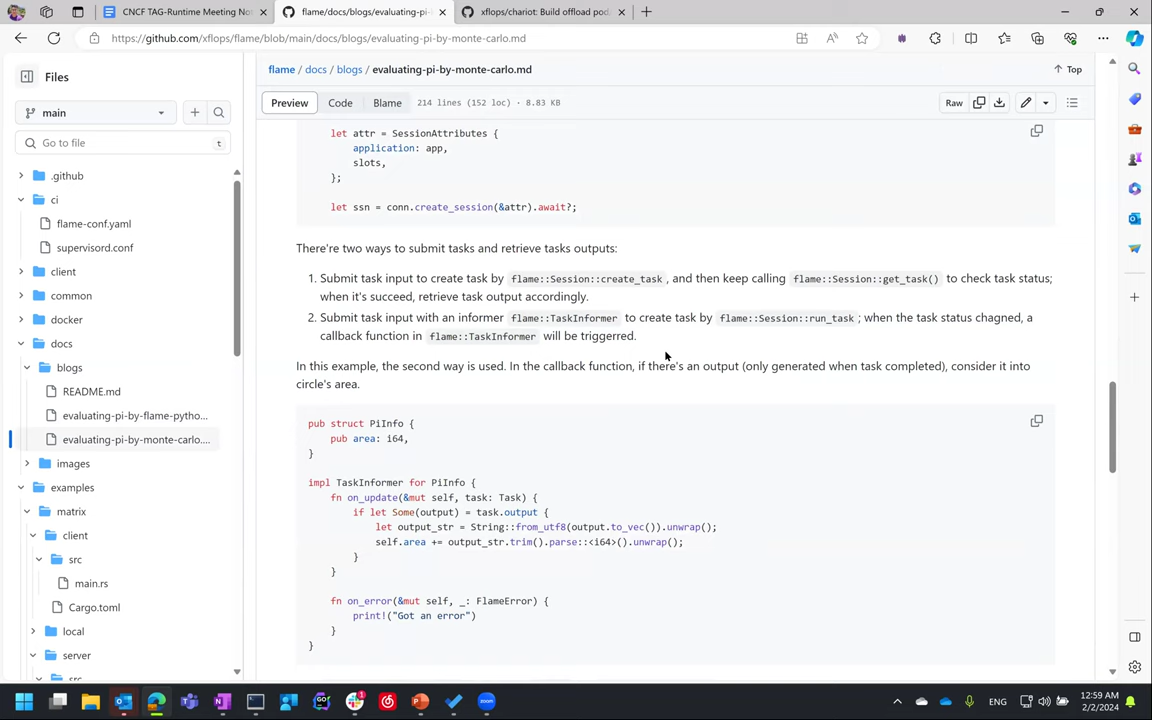 CNCF TAG-Runtime Meeting Not
flame/docs/blogs/evaluating-pi-b
xflops/chariot: Build offload pod
https://github.com/xflops/flame/blob/main/docs/blogs/evaluating-pi-by-monte-carlo.md
Files
main
Go to file
t
.github
ci
flame-conf.yaml
supervisord.conf
client
common
docker
docs
blogs
README.md
evaluating-pi-by-flame-pytho...
evaluating-pi-by-monte-carlo....
images
examples
matrix
client
src
main.rs
Cargo.toml
local
server
src
flame / docs / blogs / evaluating-pi-by-monte-carlo.md
Top
Preview Code Blame 214 lines (152 loc) · 8.83 KB
Raw
let attr = SessionAttributes {
application: app,
slots,
};
let ssn = conn.create_session(&attr).await?;
There're two ways to submit tasks and retrieve tasks outputs:
1. Submit task input to create task by flame::Session::create_task , and then keep calling flame::Session::get_task() to check task status;
when it's succeed, retrieve task output accordingly.
2. Submit task input with an informer flame::TaskInformer to create task by flame::Session::run_task ; when the task status chagned, a
callback function in flame::TaskInformer will be trigerred.
In this example, the second way is used. In the callback function, if there's an output (only generated when task completed), consider it into
circle's area.
pub struct PiInfo {
pub area: i64,
}
impl TaskInformer for PiInfo {
fn on_update(&mut self, task: Task) {
if let Some(output) = task.output {
let output_str = String::from_utf8(output.to_vec()).unwrap();
self.area += output_str.trim().parse::<i64>().unwrap();
}
}
fn on_error(&mut self, _: FlameError) {
print!("Got an error")
}
}
ENG
12:59 AM
2/2/2024